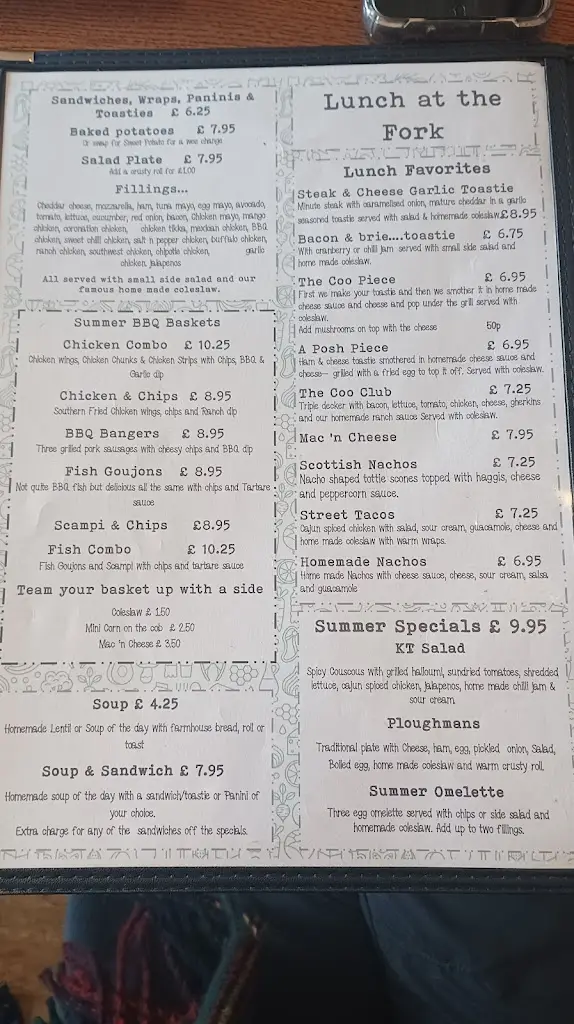 Sandwiches, Wraps, Paninis &
Toasties £ 6.25
Baked potatoes £ 7.95
Or swap for Sweet Potato for a wee change
Salad Plate £ 7.95
Add a crusty roll for £1.00
Fillings...
Cheddar cheese, mozzarella, ham, tuna mayo, egg mayo, avocado,
tomato, lettuce, cucumber, red onion, bacon, Chicken mayo, mango
chicken, coronation chicken, chicken tikka, mexican chicken, BBQ
chicken, sweet chilli chicken, salt n pepper chicken, buffalo chicken,
ranch chicken, southwest chicken, chipotle chicken, garlic
chicken. jalapenos
All served with small side salad and our
famous home made coleslaw.
Summer BBQ Baskets
Chicken Combo £ 10.25
Chicken wings, Chicken Chunks & Chicken Strips with Chips, BBQ &
Garlic dip
Chicken & Chips £ 8.95
Southern Fried Chicken wings, chips and Ranch dip
BBQ Bangers £ 8.95
Three grilled pork sausages with cheesy chips and BBQ dip
Fish Goujons £ 8.95
Not quite BBQ fish but delicious all the same with chips and Tartare
sauce
Scampi & Chips £8.95
Fish Combo £ 10.25
Fish Goujons and Scampi with chips and tartare sauce
Team your basket up with a side
Coleslaw £ 1.50
Mini Corn on the cob £ 2.50
Mac 'n Cheese £ 3.50
Soup £ 4.25
Homemade Lentil or Soup of the day with farmhouse bread, roll or
toast
Soup & Sandwich £ 7.95
Homemade soup of the day with a sandwich/toastie or Panini of
your choice.
Extra charge for any of the sandwiches off the specials.
Lunch at the
Fork
Lunch Favorites
Steak & Cheese Garlic Toastie
Minute steak with caramelised onion, mature cheddar in a garlic
seasoned toastie served with salad & homemade coleslaw£8.95
Bacon & brie....toastie £ 6.75
With cranberry or chilli jam served with small side salad and
home made coleslaw.
The Coo Piece £ 6.95
First we make your toastie and then we smother it in home made
cheese sauce and cheese and pop under the grill served with
coleslaw.
Add mushrooms on top with the cheese 50p
A Posh Piece £ 6.95
Ham & cheese toastie smothered in homemade cheese sauce and
cheese— grilled with a fried egg to top it off. Served with coleslaw.
The Coo Club £ 7.25
Triple decker with bacon, lettuce, tomato, chicken, cheese, gherkins
and our homemade ranch sauce Served with coleslaw.
Mac 'n Cheese £ 7.95
Scottish Nachos £ 7.25
Nacho shaped tottie scones topped with haggis, cheese
and peppercorn sauce.
Street Tacos £ 7.25
Cajun spiced chicken with salad, sour cream, guacamole, cheese and
home made coleslaw with warm wraps.
Homemade Nachos £ 6.95
Home made Nachos with cheese sauce, cheese, sour cream, salsa
and guacamole
Summer Specials £ 9.95
KT Salad
Spicy Couscous with grilled halloumi, sundried tomatoes, shredded
lettuce, cajun spiced chicken, jalapenos, home made chilli jam &
sour cream.
Ploughmans
Traditional plate with Cheese, ham, egg, pickled onion, Salad,
Boiled egg, home made coleslaw and warm crusty roll.
Summer Omelette
Three egg omelette served with chips or side salad and
homemade coleslaw. Add up to two fillings.